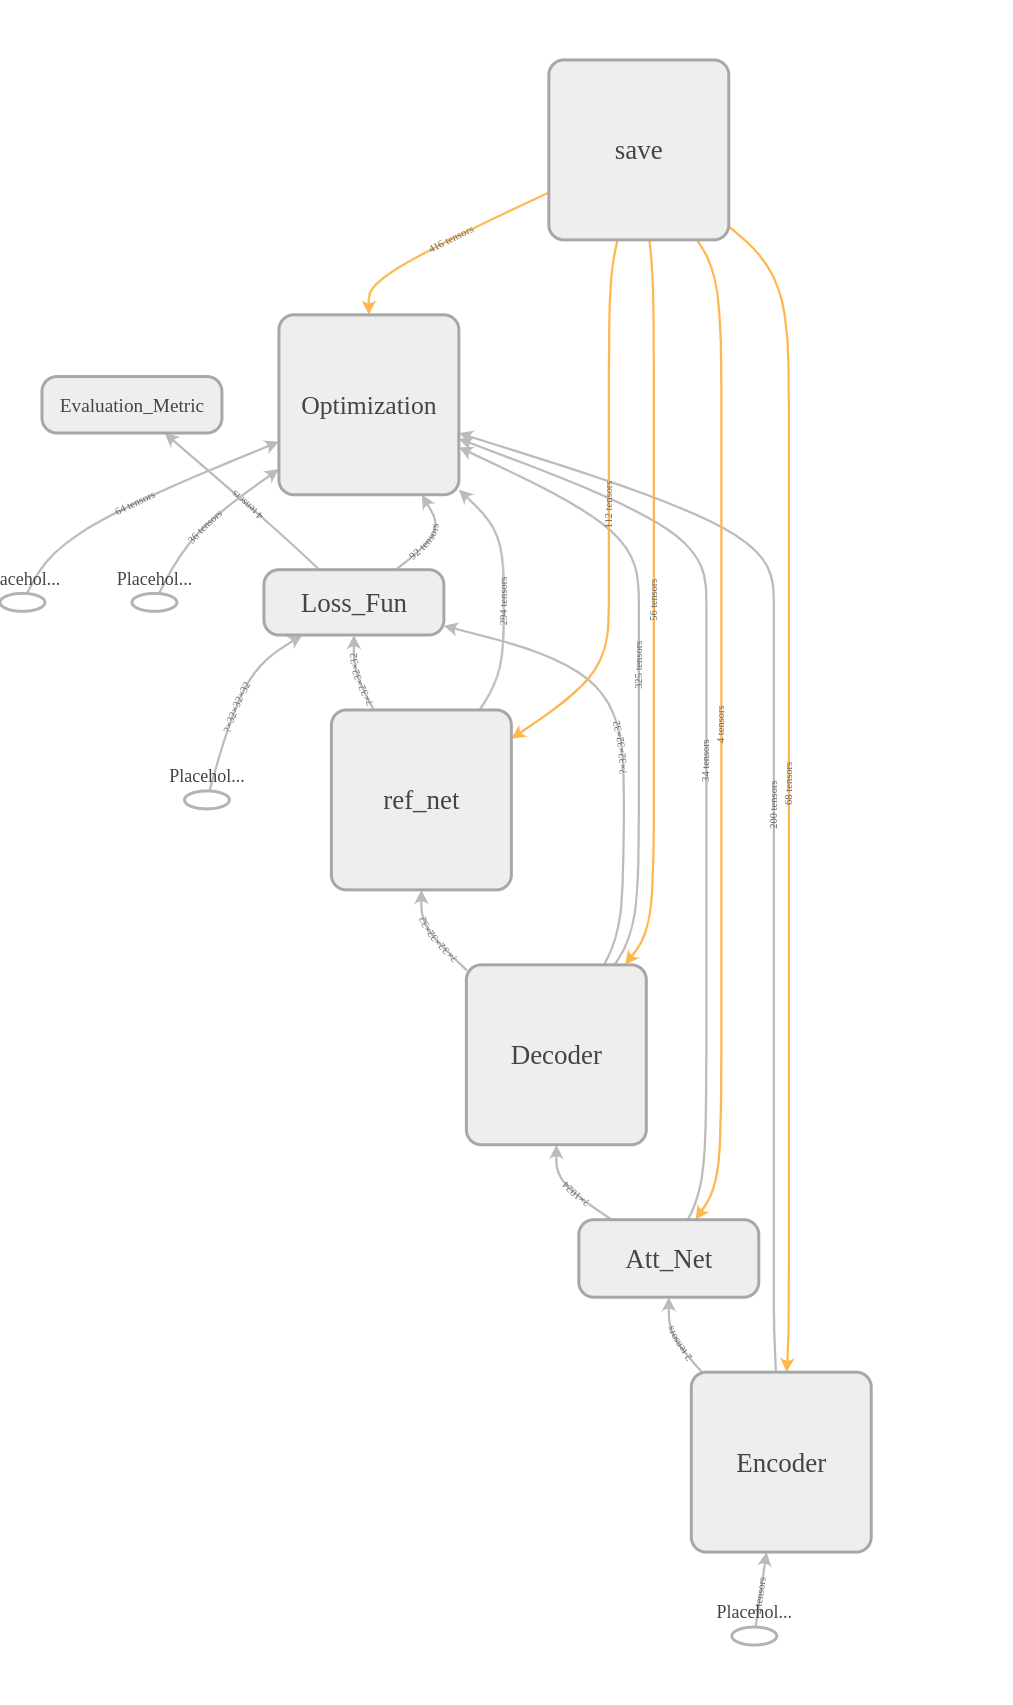 save
416 tensors
Optimization
Evaluation_Metric
64 tensors
36 tensors
4 tensors
92 tensors
112 tensors
acehol...
Placehol...
Loss_Fun
294 tensors
56 tensors
325 tensors
?×32×32×32
?×32×32×32
?×32×32×32
34 tensors
4 tensors
200 tensors
68 tensors
Placehol...
ref_net
?×32×32×32
Decoder
?×1024
Att_Net
2 tensors
Encoder
tensors
Placehol...